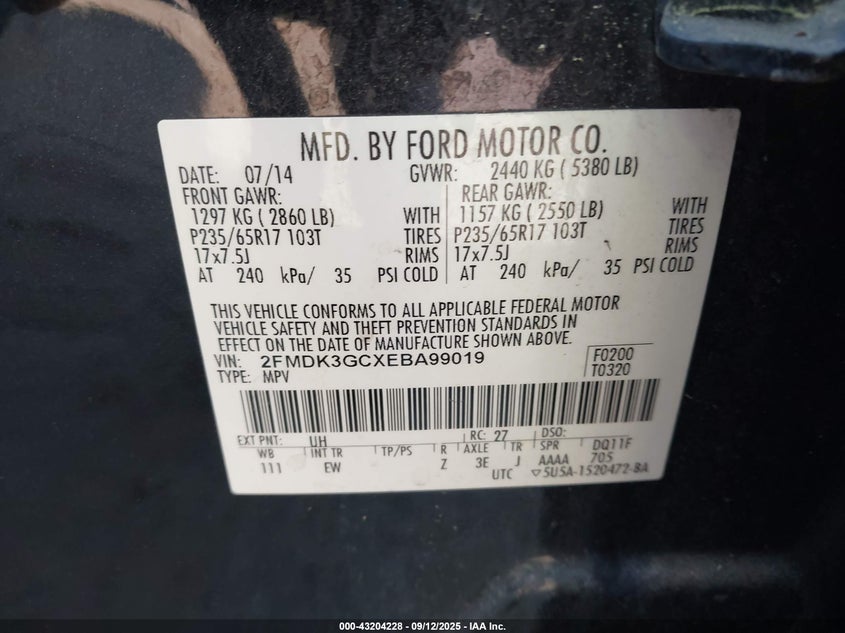 MFD. BY FORD MOTOR CO.
DATE: 07/14 GVWR: 2440 KG ( 5380 LB)
FRONT GAWR: REAR GAWR:
1297 KG ( 2860 LB) WITH 1157 KG ( 2550 LB) WITH
P235/65R17 103T TIRES P235/65R17 103T TIRES
17x7.5J RIMS 17x7.5J RIMS
AT 240 kPa/ 35 PSI COLD AT 240 kPa/ 35 PSI COLD
THIS VEHICLE CONFORMS TO ALL APPLICABLE FEDERAL MOTOR
VEHICLE SAFETY AND THEFT PREVENTION STANDARDS IN
EFFECT ON THE DATE OF MANUFACTURE SHOWN ABOVE.
VIN: 2FMDK3GCXEBA99019 F0200
TYPE: MPV T0320
EXT PNT: UH RC: 27 DSO:
WB INT TR TP/PS R AXLE TR SPR DQ11F
111 EW Z 3E J AAAA 705
UTC ▽5U5A-1520472-BA
000-43204228 - 09/12/2025 - IAA Inc.